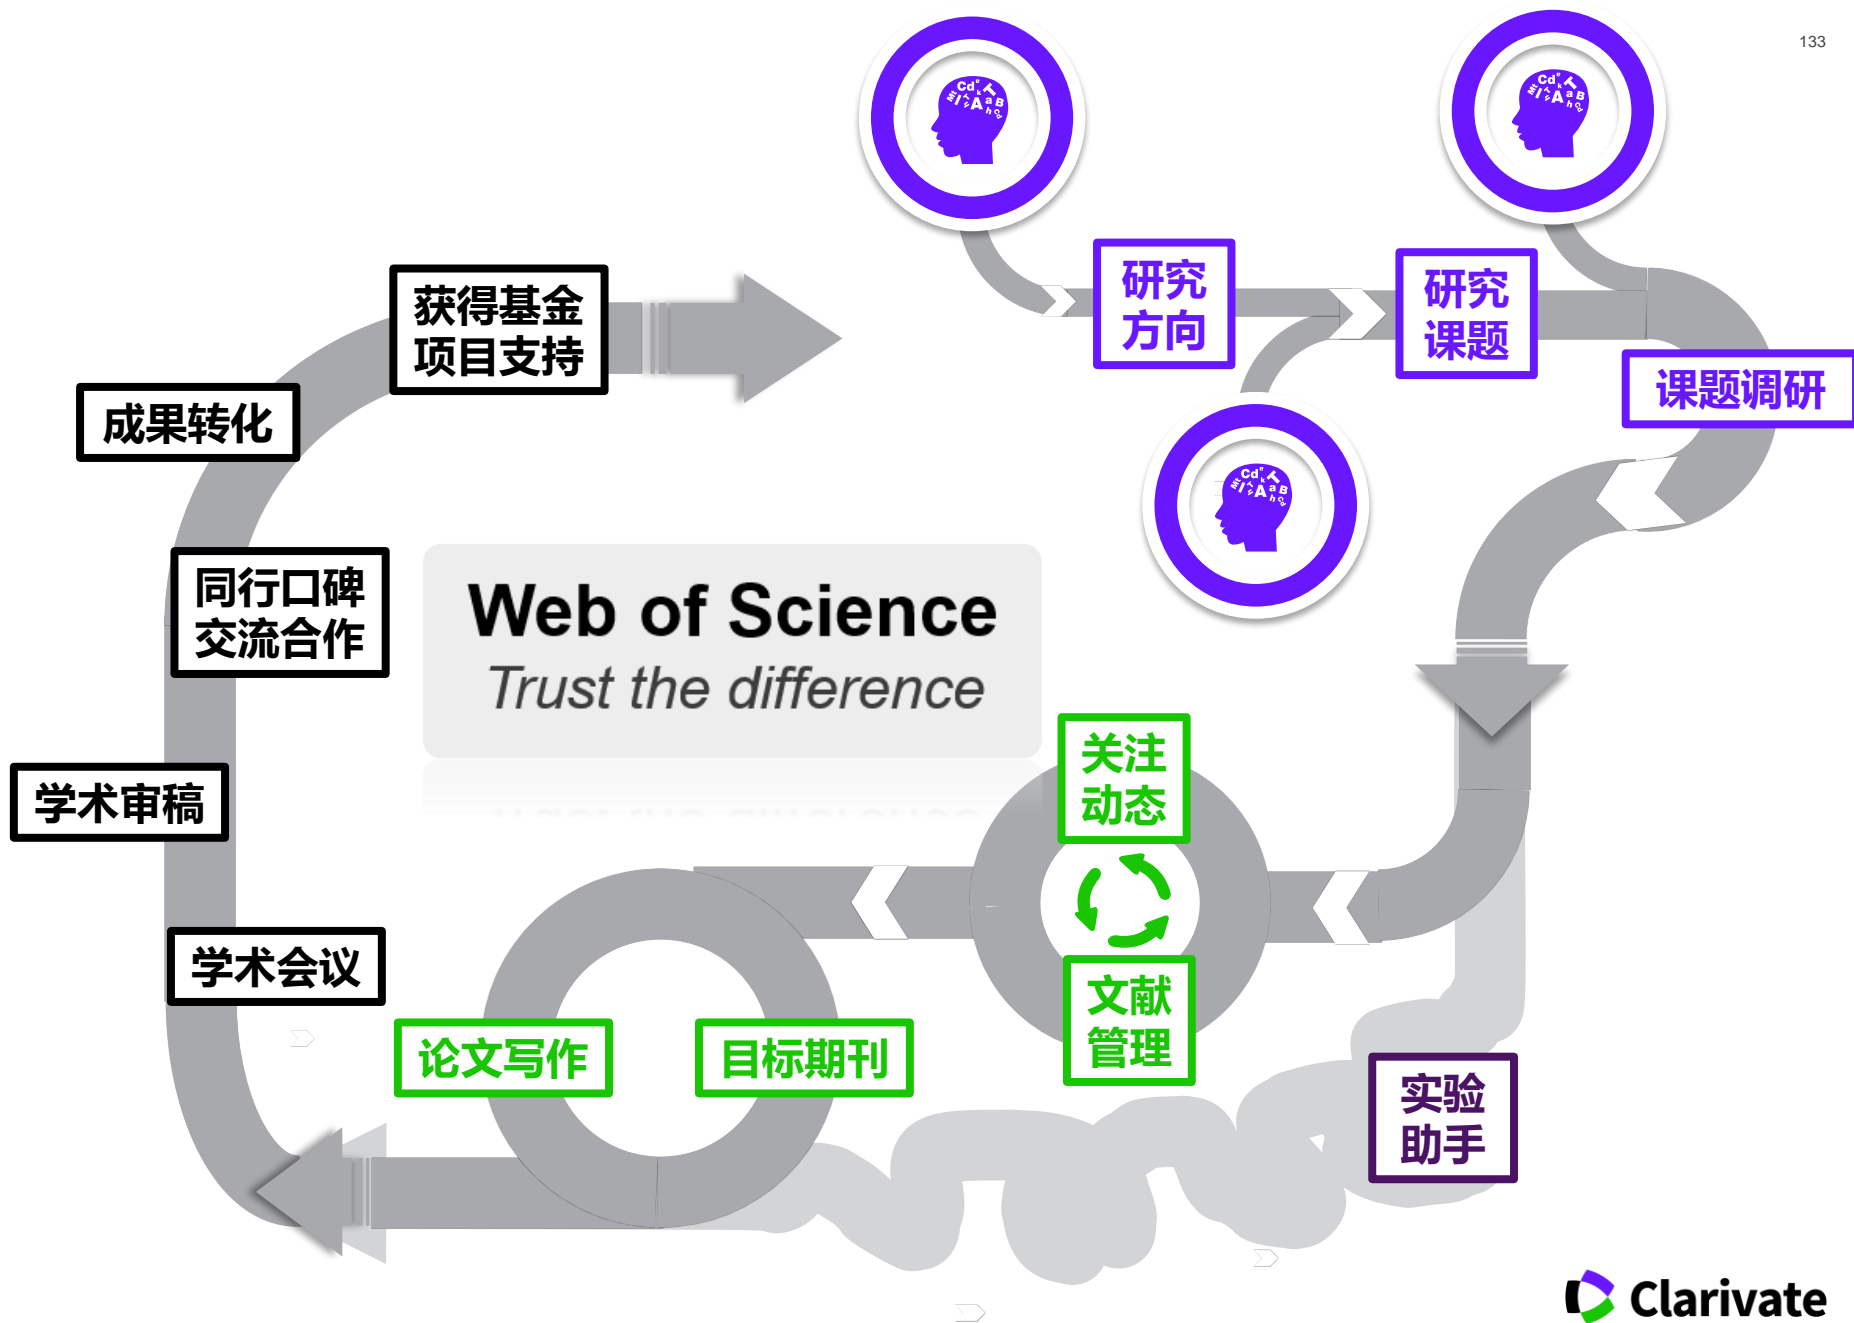 133
研究
方向
研究
课题
课题调研
获得基金
项目支持
成果转化
同行口碑
交流合作
Web of Science
Trust the difference
关注
动态
学术审稿
学术会议
文献
管理
论文写作
目标期刊
实验
助手
Clarivate